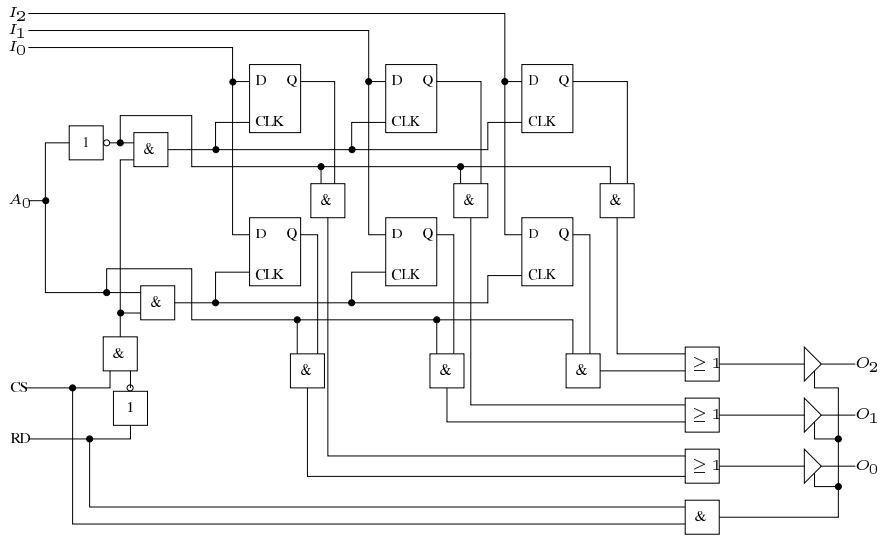 I2
I1
I0
D Q D Q D Q
CLK CLK CLK
1
&
A0
& & &
D Q D Q D Q
CLK CLK CLK
&
&
& & &
≥ 1
O2
CS
1
≥ 1
O1
RD
≥ 1
O0
&